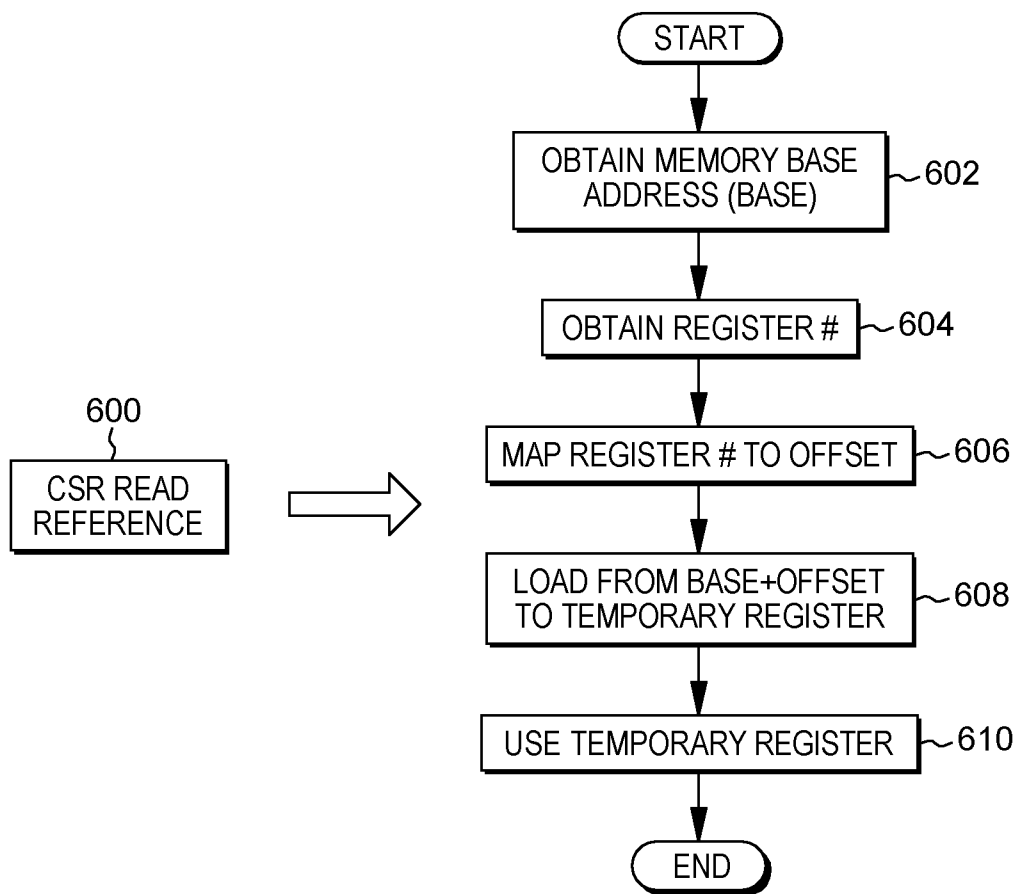 START
OBTAIN MEMORY BASE
ADDRESS (BASE)
602
OBTAIN REGISTER #
604
MAP REGISTER # TO OFFSET
606
600
CSR READ
REFERENCE
LOAD FROM BASE+OFFSET
TO TEMPORARY REGISTER
608
USE TEMPORARY REGISTER
610
END